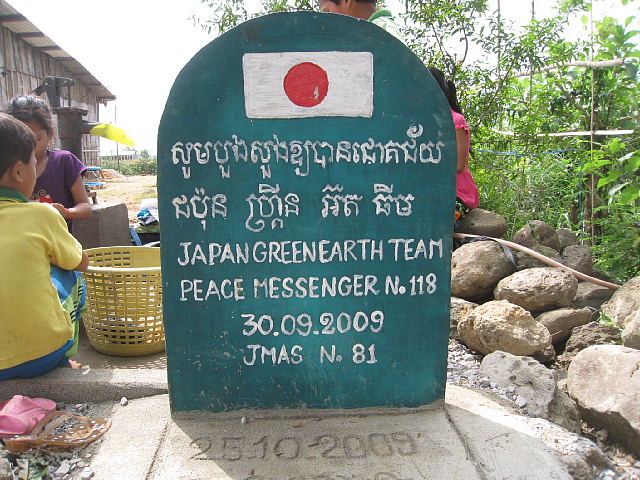 សូមបួងសួងឱ្យបានជោគជ័យ
ជប៉ុន ហ្គ្រីន អឺត ធីម
JAPAN GREEN EARTH TEAM
PEACE MESSENGER N.118
30.09.2009
JMAS N. 81
25.10.2009